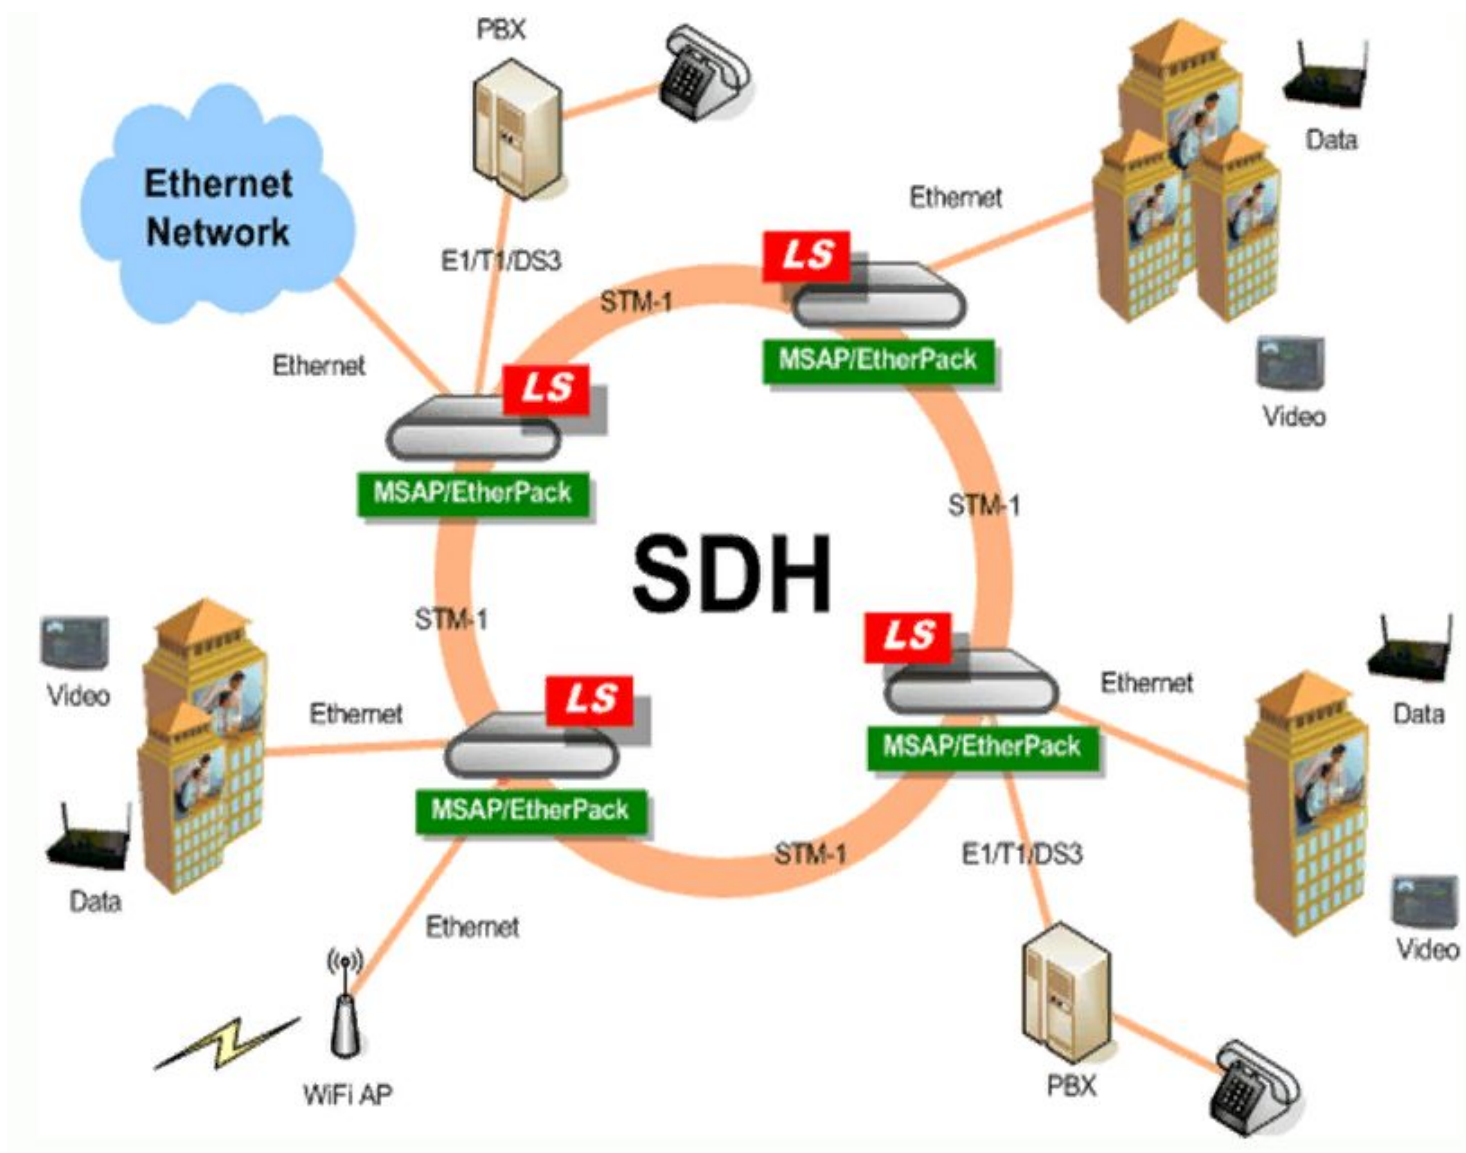 PBX
Data
Ethernet
Network
Ethernet
E1/T1/DS3
LS
STM-1
MSAP/EtherPack
Ethernet
LS
Video
MSAP/EtherPack
STM-1
SDH
STM-1
LS
Video
Ethernet
LS
Ethernet
Data
MSAP/EtherPack
MSAP/EtherPack
STM-1
E1/T1/DS3
Data
Ethernet
Video
WiFi AP
PBX